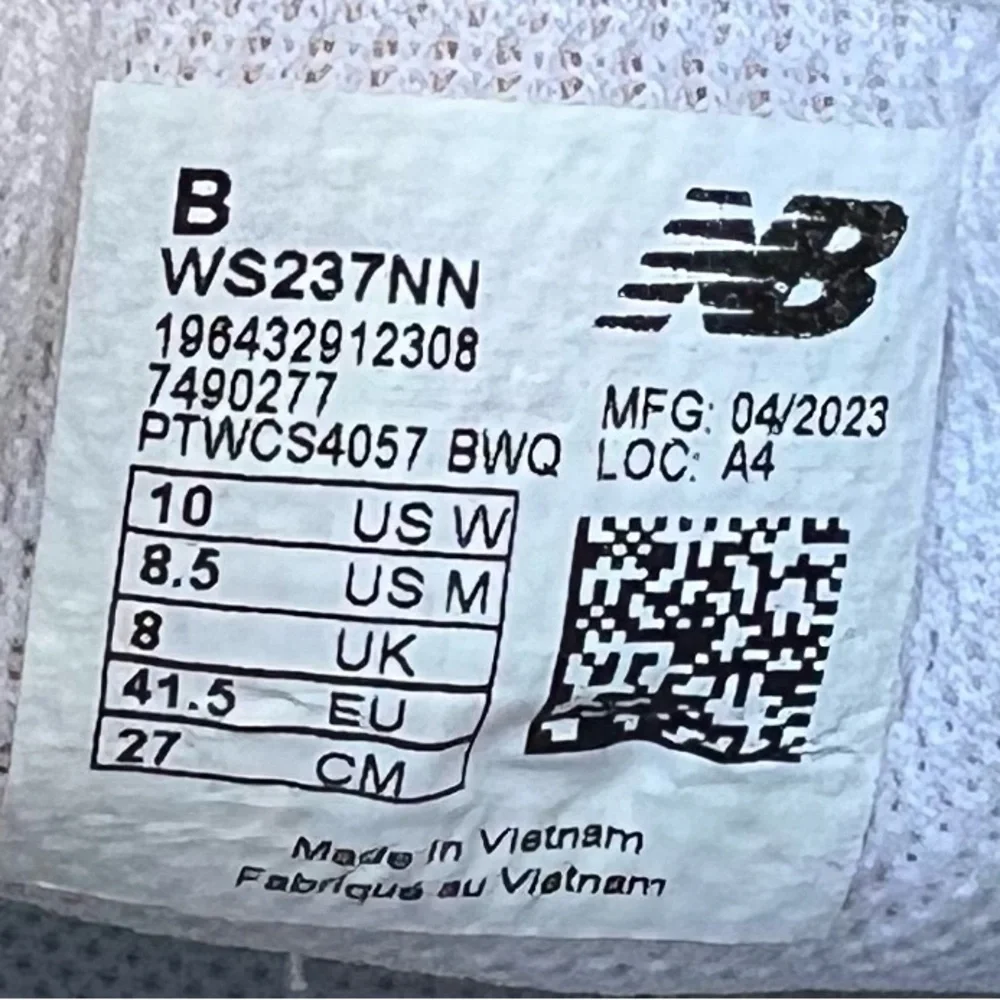 B
WS237NN
NB
196432912308
7490277
PTWCS4057 BWQ
MFG: 04/2023
LOC: A4
10 US W
8.5 US M
8 UK
41.5 EU
27 CM
Made in Vietnam
Fabriqué au Vietnam